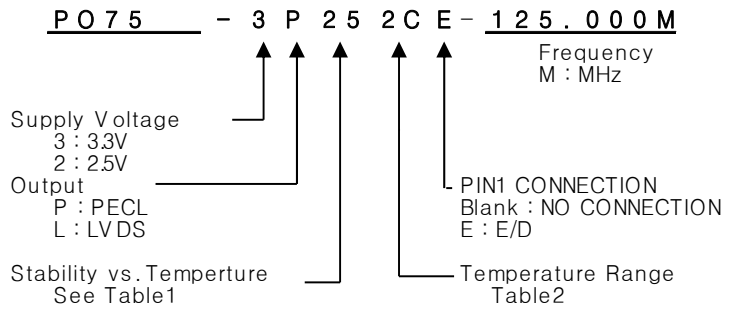 PO75 - 3 P 25 2C E - 125.000M
Frequency
M : MHz
Supply Voltage
3 : 3.3V
2 : 2.5V
Output
P : PECL
L : LVDS
PIN1 CONNECTION
Blank : NO CONNECTION
E : E/D
Stability vs. Temperture
See Table1
Temperature Range
Table2